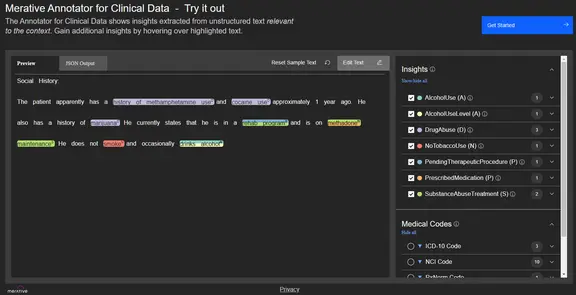 Merative Annotator for Clinical Data - Try it out
The Annotator for Clinical Data shows insights extracted from unstructured text relevant
to the context. Gain additional insights by hovering over highlighted text.
Get Started
Preview
JSON Output
Reset Sample Text
Edit Text
Social History:
The patient apparently has a history of methamphetamine use and cocaine use approximately 1 year ago. He
also has a history of marijuana. He currently states that he is in a rehab program and is on methadone
maintenance. He does not smoke and occasionally drinks alcohol.
Insights
Show/hide all
AlcoholUse (A) 1
AlcoholUseLevel (A) 1
DrugAbuse (D) 3
NoTobaccoUse (N) 1
PendingTherapeuticProcedure (P) 1
PrescribedMedication (P) 1
SubstanceAbuseTreatment (S) 2
Medical Codes
Hide all
ICD-10 Code 3
NCI Code 10
RxNorm Code 1
merative
Privacy